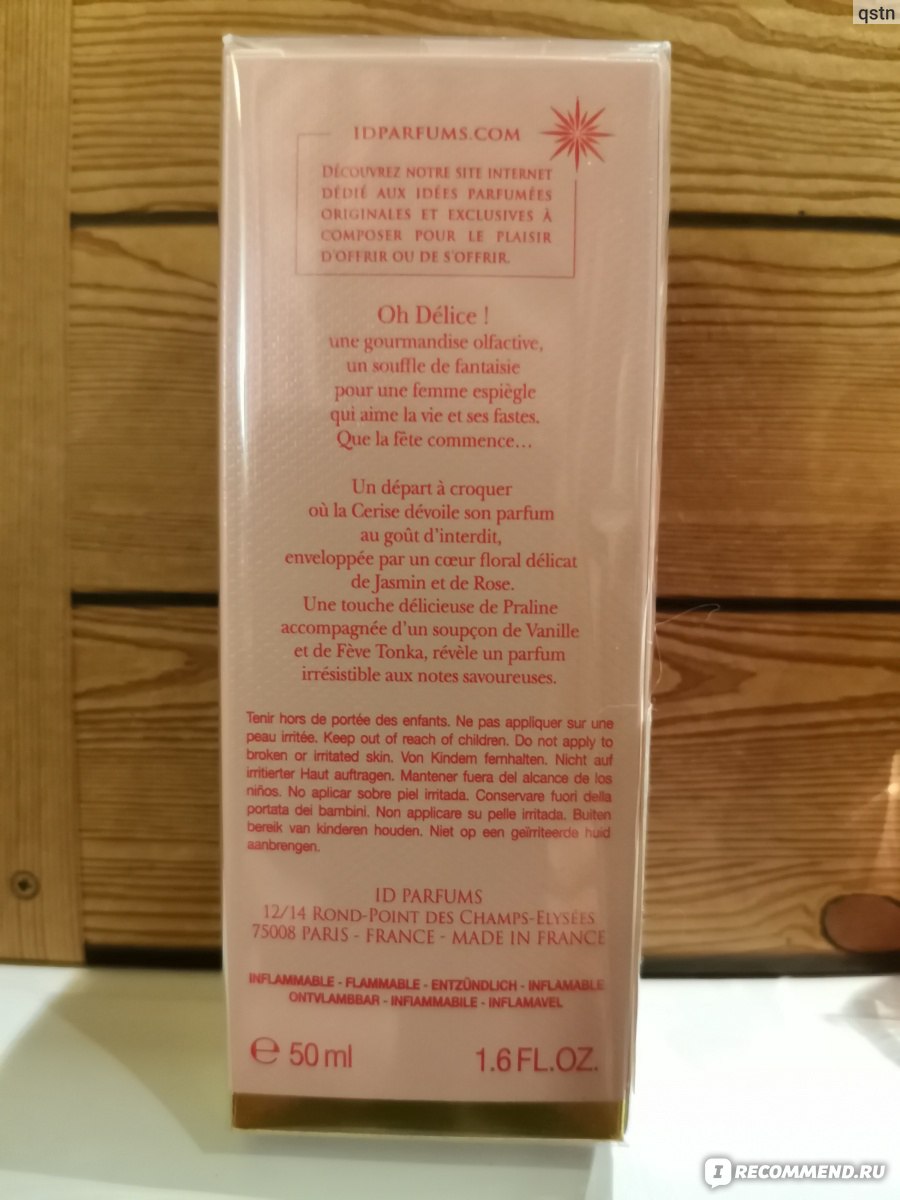 qstn
IDPARFUMS.COM
DÉCOUVREZ NOTRE SITE INTERNET
DÉDIÉ AUX IDÉES PARFUMÉES
ORIGINALES ET EXCLUSIVES À
COMPOSER POUR LE PLAISIR
D'OFFRIR OU DE S'OFFRIR.
Oh Délice !
une gourmandise olfactive,
un souffle de fantaisie
pour une femme espiègle
qui aime la vie et ses fastes.
Que la fête commence...
Un départ à croquer
où la Cerise dévoile son parfum
au goût d'interdit,
enveloppée par un cœur floral délicat
de Jasmin et de Rose.
Une touche délicieuse de Praline
accompagnée d'un soupçon de Vanille
et de Fève Tonka, révèle un parfum
irrésistible aux notes savoureuses.
Tenir hors de portée des enfants. Ne pas appliquer sur une
peau irritée. Keep out of reach of children. Do not apply to
broken or irritated skin. Von Kindern fernhalten. Nicht auf
irritierter Haut auftragen. Mantener fuera del alcance de los
niños. No aplicar sobre piel irritada. Conservare fuori della
portata dei bambini. Non applicare su pelle irritada. Buiten
bereik van kinderen houden. Niet op een geïrriteerde huid
aanbrengen.
ID PARFUMS
12/14 ROND-POINT DES CHAMPS-ELYSÉES
75008 PARIS - FRANCE - MADE IN FRANCE
INFLAMMABLE - FLAMMABLE - ENTZÜNDLICH - INFLAMABLE
ONTVLAMBBAR - INFIAMMABILE - INFLAMAVEL
℮ 50 ml 1.6 FL.OZ.
IRECOMMEND.RU